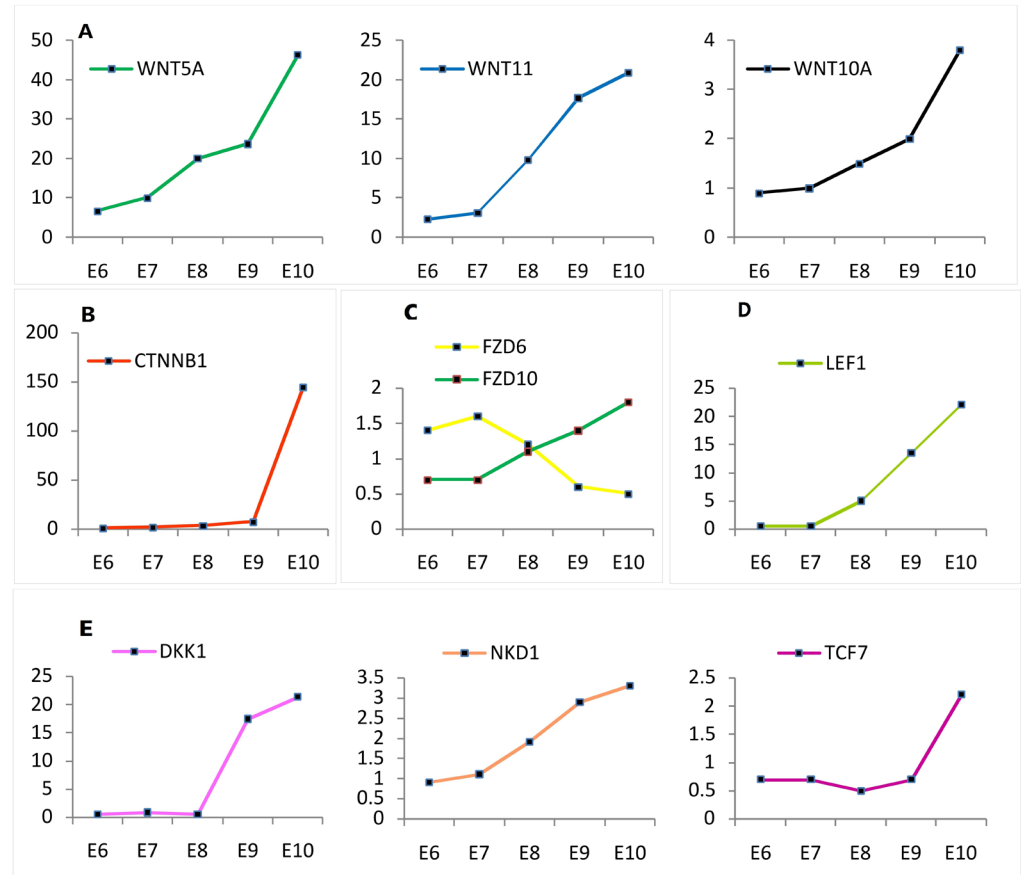 A
WNT5A
50
40
30
20
10
0
E6 E7 E8 E9 E10
WNT11
25
20
15
10
5
0
E6 E7 E8 E9 E10
WNT10A
4
3
2
1
0
E6 E7 E8 E9 E10
B
CTNNB1
200
150
100
50
0
E6 E7 E8 E9 E10
C
FZD6
FZD10
2
1.5
1
0.5
0
E6 E7 E8 E9 E10
D
LEF1
25
20
15
10
5
0
E6 E7 E8 E9 E10
E
DKK1
25
20
15
10
5
0
E6 E7 E8 E9 E10
NKD1
3.5
3
2.5
2
1.5
1
0.5
0
E6 E7 E8 E9 E10
TCF7
2.5
2
1.5
1
0.5
0
E6 E7 E8 E9 E10